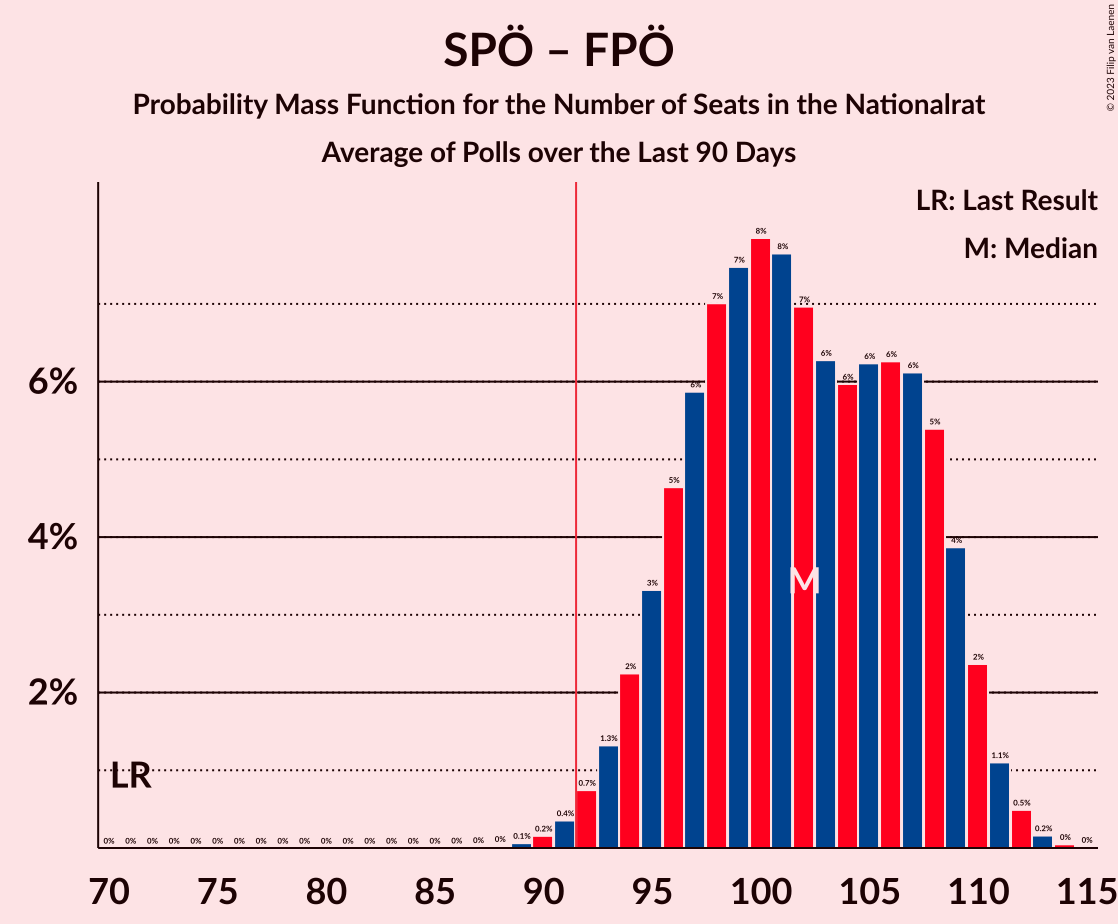 SPÖ – FPÖ
Probability Mass Function for the Number of Seats in the Nationalrat
Average of Polls over the Last 90 Days
© 2023 Filip van Laenen
LR: Last Result
M: Median
6%
4%
2%
LR
M
0% 0% 0% 0% 0% 0% 0% 0% 0% 0% 0% 0% 0% 0% 0% 0% 0% 0% 0% 0.1% 0.2% 0.4% 0.7% 1.3% 2% 3% 5% 6% 7% 7% 8% 8% 7% 6% 6% 6% 6% 6% 5% 4% 2% 1.1% 0.5% 0.2% 0% 0%
70 75 80 85 90 95 100 105 110 115